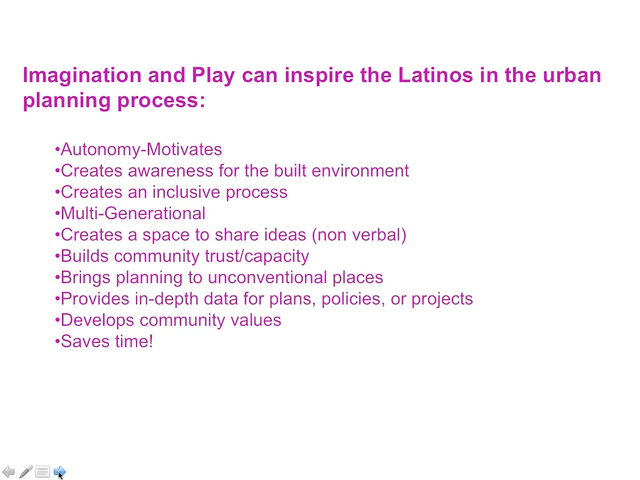 Imagination and Play can inspire the Latinos in the urban
planning process:
•Autonomy-Motivates
•Creates awareness for the built environment
•Creates an inclusive process
•Multi-Generational
•Creates a space to share ideas (non verbal)
•Builds community trust/capacity
•Brings planning to unconventional places
•Provides in-depth data for plans, policies, or projects
•Develops community values
•Saves time!